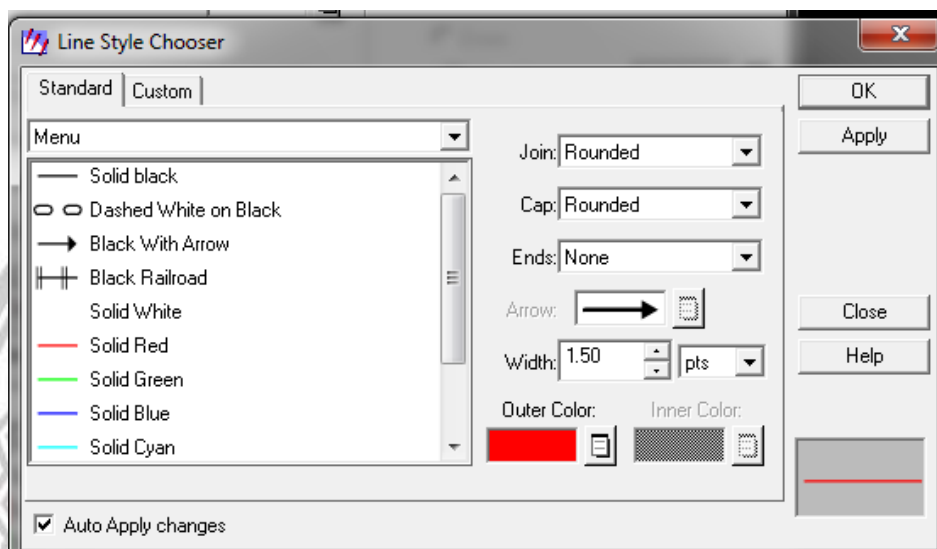 Line Style Chooser
Standard
Custom
OK
Menu
Join: Rounded
Apply
Solid black
Dashed White on Black
Cap: Rounded
Black With Arrow
Ends: None
Black Railroad
Solid White
Arrow:
Close
Solid Red
Width: 1.50 pts
Help
Solid Green
Solid Blue
Outer Color:
Inner Color:
Solid Cyan
Auto Apply changes